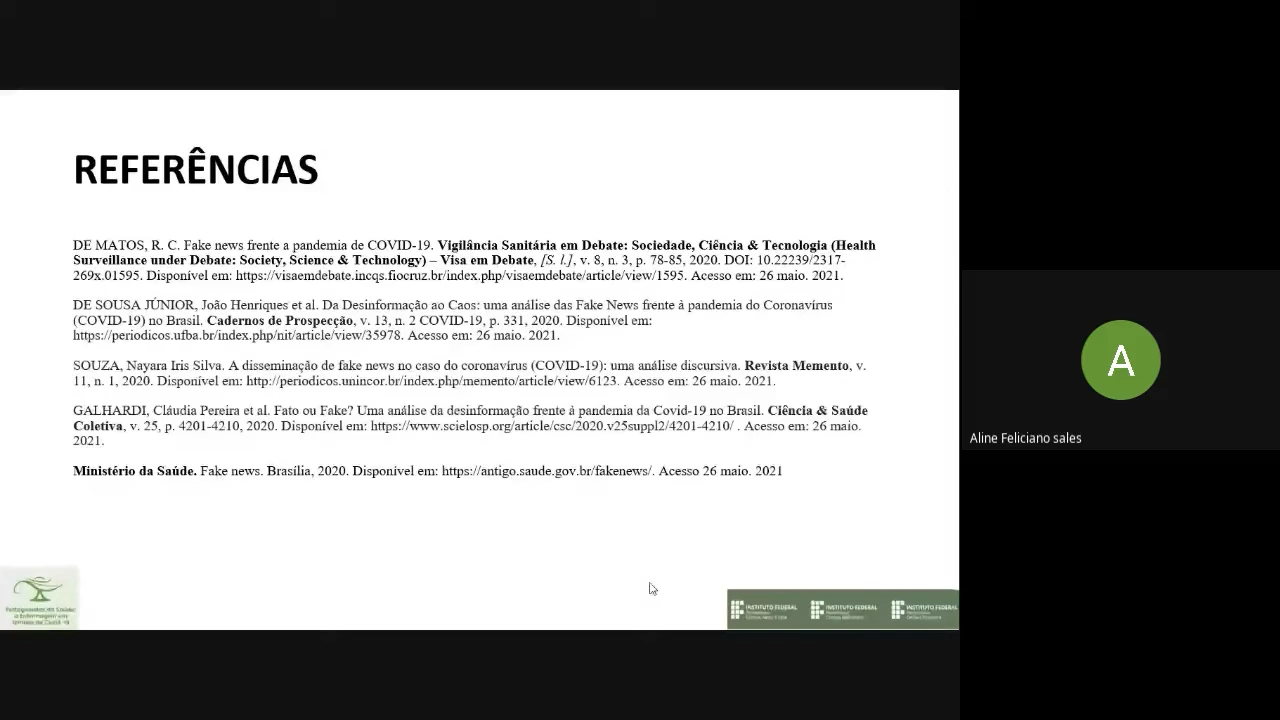 REFERÊNCIAS
DE MATOS, R. C. Fake news frente a pandemia de COVID-19. Vigilância Sanitária em Debate: Sociedade, Ciência & Tecnologia (Health
Surveillance under Debate: Society, Science & Technology) – Visa em Debate, [S. l.], v. 8, n. 3, p. 78-85, 2020. DOI: 10.22239/2317-
269x.01595. Disponível em: https://visaemdebate.incqs.fiocruz.br/index.php/visaemdebate/article/view/1595. Acesso em: 26 maio. 2021.
DE SOUSA JÚNIOR, João Henriques et al. Da Desinformação ao Caos: uma análise das Fake News frente à pandemia do Coronavírus
(COVID-19) no Brasil. Cadernos de Prospecção, v. 13, n. 2 COVID-19, p. 331, 2020. Disponível em:
https://periodicos.ufba.br/index.php/nit/article/view/35978. Acesso em: 26 maio. 2021.
SOUZA, Nayara Iris Silva. A disseminação de fake news no caso do coronavírus (COVID-19): uma análise discursiva. Revista Memento, v.
11, n. 1, 2020. Disponível em: http://periodicos.unincor.br/index.php/memento/article/view/6123. Acesso em: 26 maio. 2021.
GALHARDI, Cláudia Pereira et al. Fato ou Fake? Uma análise da desinformação frente à pandemia da Covid-19 no Brasil. Ciência & Saúde
Coletiva, v. 25, p. 4201-4210, 2020. Disponível em: https://www.scielosp.org/article/csc/2020.v25suppl2/4201-4210/ . Acesso em: 26 maio.
2021.
Ministério da Saúde. Fake news. Brasília, 2020. Disponível em: https://antigo.saude.gov.br/fakenews/. Acesso 26 maio. 2021
INSTITUTO FEDERAL
INSTITUTO FEDERAL
INSTITUTO FEDERAL
A
Aline Feliciano sales